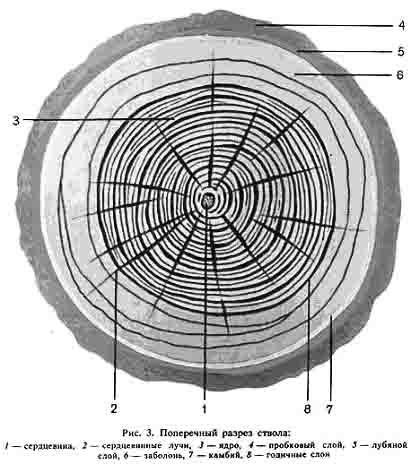 4
5
6
3
2
1
8
7
Рис. 3. Поперечный разрез ствола:
1 — сердцевина, 2 — сердцевинные лучи, 3 — ядро, 4 — пробковый слой, 5 — лубяной
слой, 6 — заболонь, 7 — камбий, 8 — годичные слои